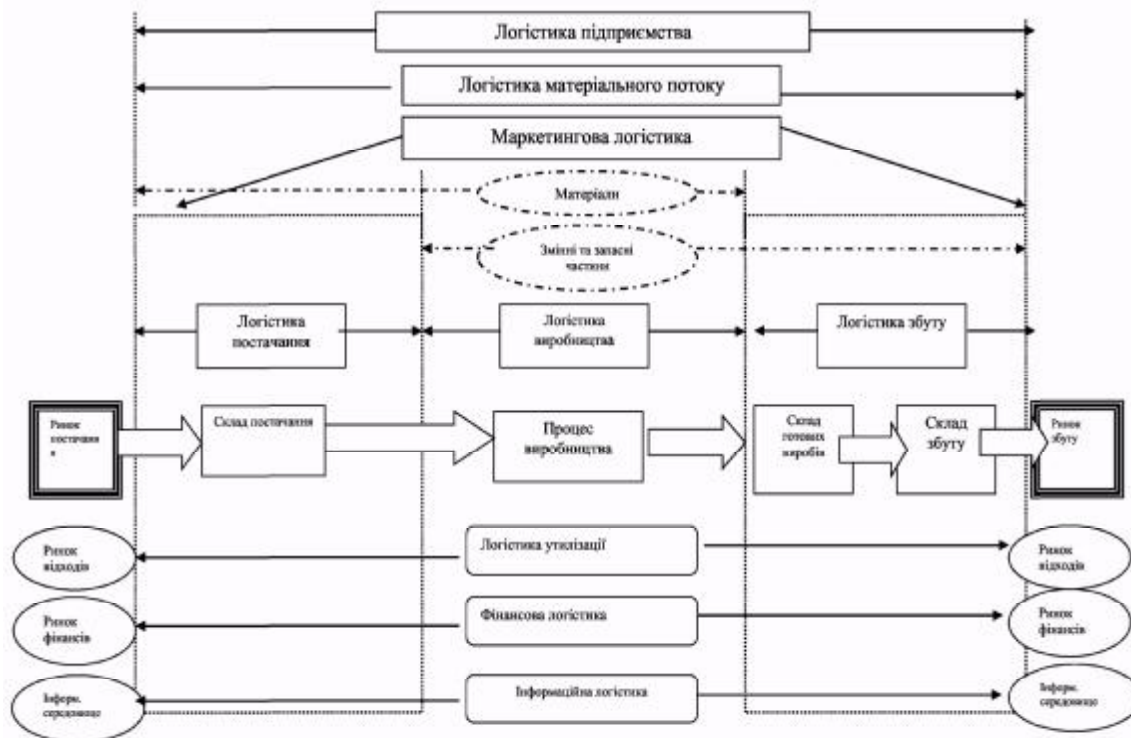 Логістика підприємства
Логістика матеріального потоку
Маркетингова логістика
Матеріали
Змінні та запасні
частини
Логістика
постачання
Логістика
виробництва
Логістика збуту
Ринок
постачанн
я
Склад постачання
Процес
виробництва
Склад
готових
виробів
Склад
збуту
Ринок
збуту
Ринок
відходів
Логістика утилізації
Ринок
відходів
Ринок
фінансів
Фінансова логістика
Ринок
фінансів
Інформ.
середовище
Інформаційна логістика
Інформ.
середовище